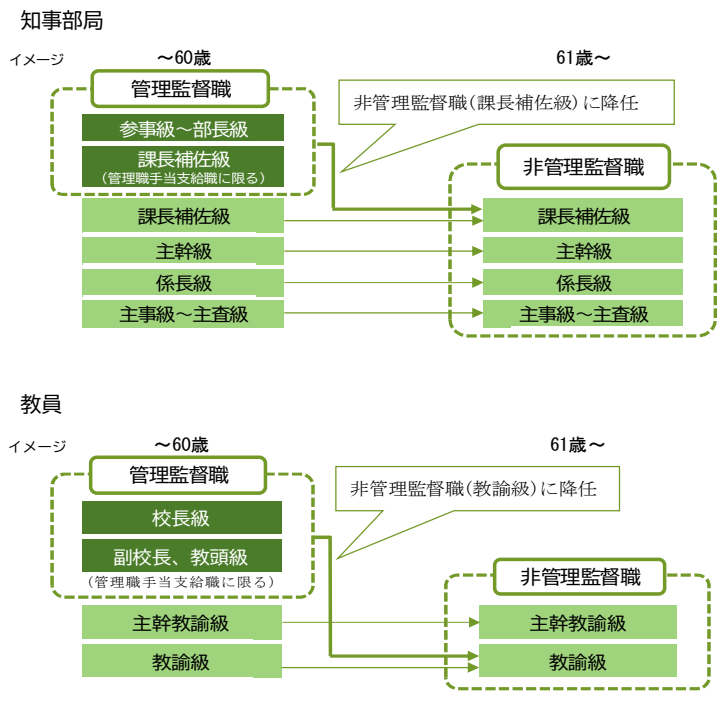 知事部局
イメージ
～60歳
61歳～
管理監督職
非管理監督職(課長補佐級)に降任
参事級～部長級
課長補佐級
(管理職手当支給職に限る)
非管理監督職
課長補佐級
課長補佐級
主幹級
主幹級
係長級
係長級
主事級～主査級
主事級～主査級
教員
イメージ
～60歳
61歳～
管理監督職
非管理監督職(教諭級)に降任
校長級
副校長、教頭級
(管理職手当支給職に限る)
非管理監督職
主幹教諭級
主幹教諭級
教諭級
教諭級